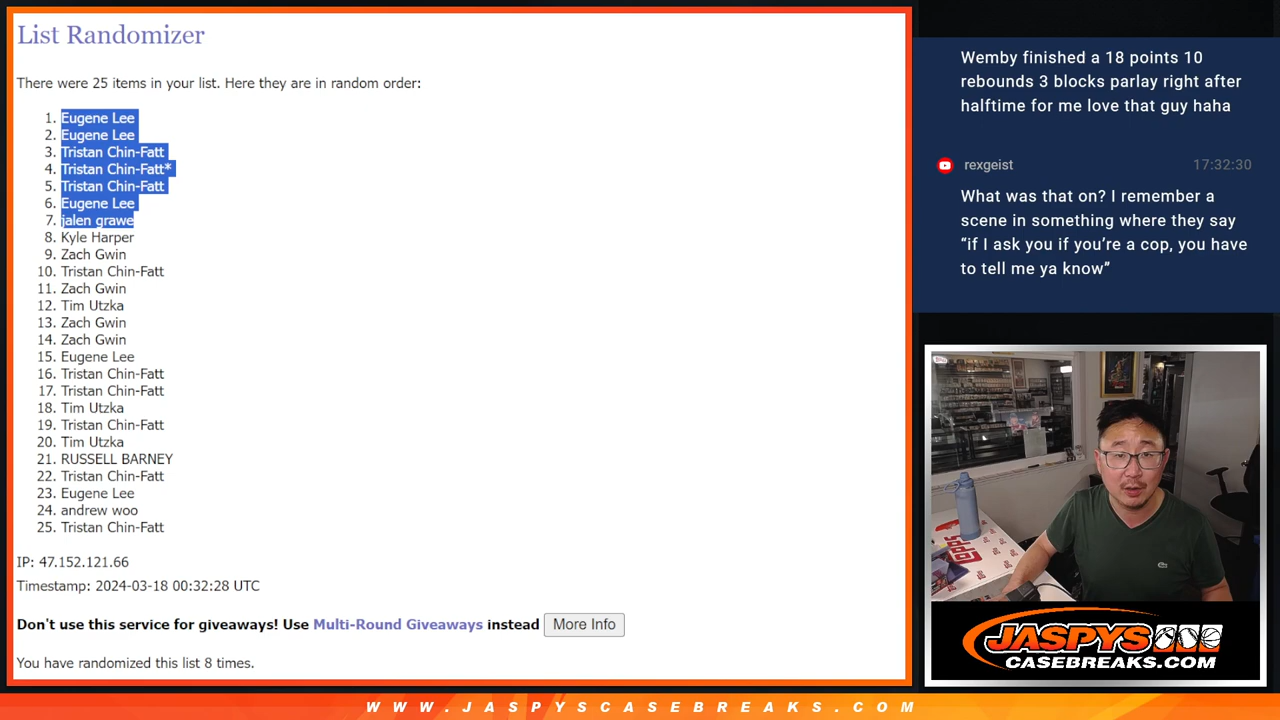 List Randomizer
There were 25 items in your list. Here they are in random order:
1. Eugene Lee
2. Eugene Lee
3. Tristan Chin-Fatt
4. Tristan Chin-Fatt*
5. Tristan Chin-Fatt
6. Eugene Lee
7. jalen grawe
8. Kyle Harper
9. Zach Gwin
10. Tristan Chin-Fatt
11. Zach Gwin
12. Tim Utzka
13. Zach Gwin
14. Zach Gwin
15. Eugene Lee
16. Tristan Chin-Fatt
17. Tristan Chin-Fatt
18. Tim Utzka
19. Tristan Chin-Fatt
20. Tim Utzka
21. RUSSELL BARNEY
22. Tristan Chin-Fatt
23. Eugene Lee
24. andrew woo
25. Tristan Chin-Fatt
IP: 47.152.121.66
Timestamp: 2024-03-18 00:32:28 UTC
Don't use this service for giveaways! Use Multi-Round Giveaways instead More Info
You have randomized this list 8 times.
Wemby finished a 18 points 10
rebounds 3 blocks parlay right after
halftime for me love that guy haha
rexgeist 17:32:30
What was that on? I remember a
scene in something where they say
“if I ask you if you’re a cop, you have
to tell me ya know”
topps
JASPYS
CASEBREAKS.COM
WWW.JASPYSCASEBREAKS.COM